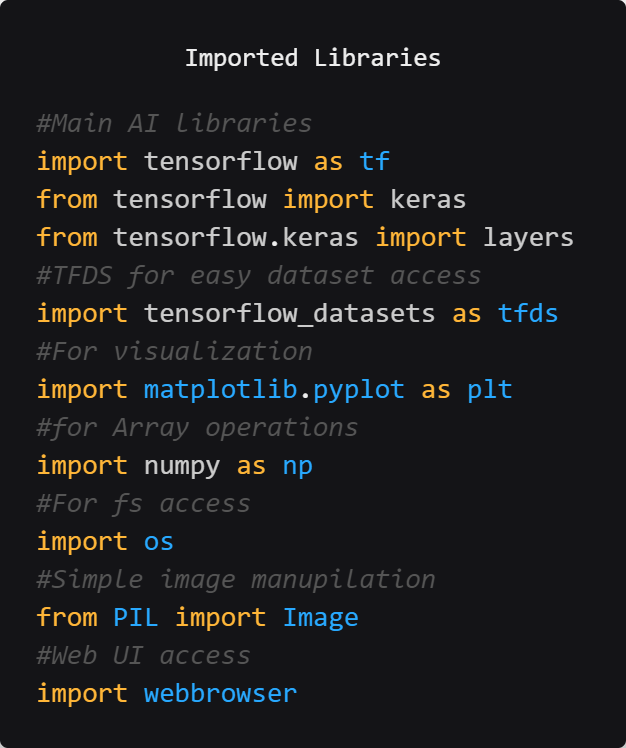 Imported Libraries
#Main AI libraries
import tensorflow as tf
from tensorflow import keras
from tensorflow.keras import layers
#TFDS for easy dataset access
import tensorflow_datasets as tfds
#For visualization
import matplotlib.pyplot as plt
#for Array operations
import numpy as np
#For fs access
import os
#Simple image manupilation
from PIL import Image
#Web UI access
import webbrowser